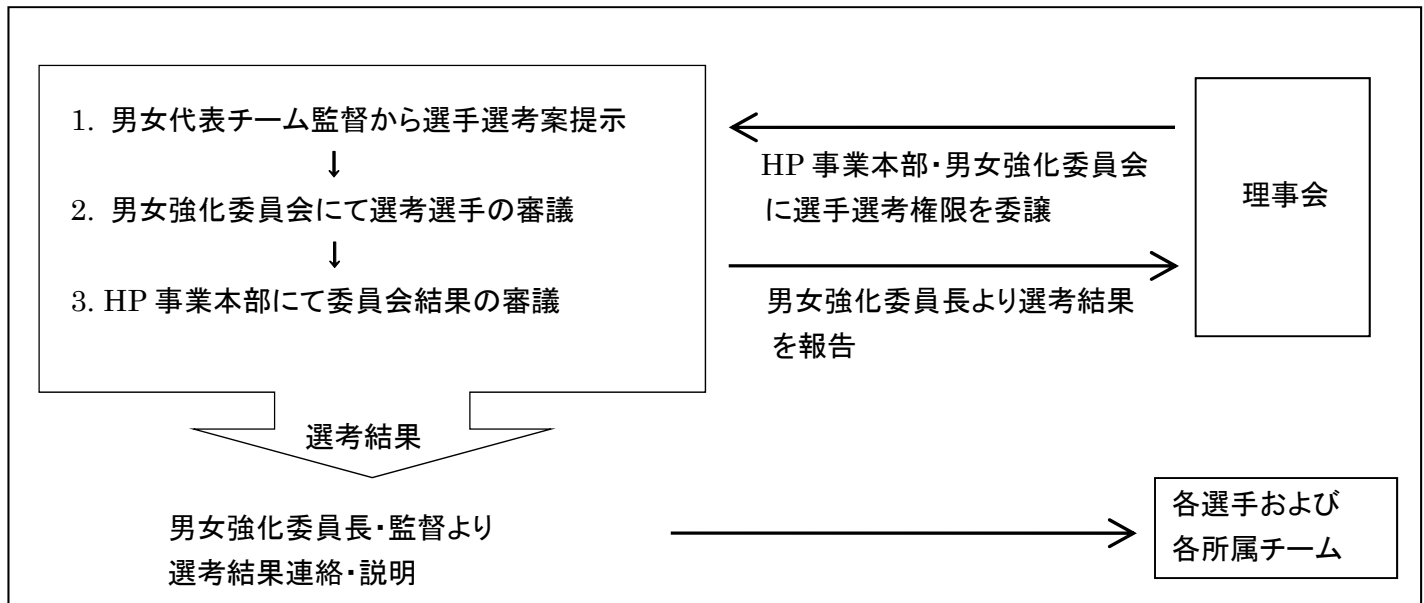 1. 男女代表チーム監督から選手選考案提示
↓
2. 男女強化委員会にて選考選手の審議
↓
3. HP 事業本部にて委員会結果の審議
HP 事業本部・男女強化委員会
に選手選考権限を委譲
男女強化委員長より選考結果
を報告
理事会
選考結果
男女強化委員長・監督より
選考結果連絡・説明
各選手および
各所属チーム